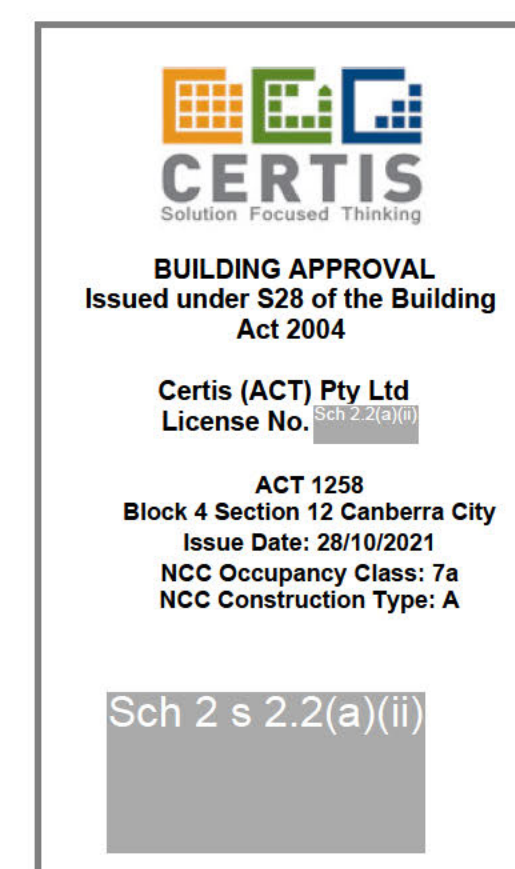 CERTIS
Solution Focused Thinking
BUILDING APPROVAL
Issued under S28 of the Building
Act 2004
Certis (ACT) Pty Ltd
License No. Sch 2.2(a)(ii)
ACT 1258
Block 4 Section 12 Canberra City
Issue Date: 28/10/2021
NCC Occupancy Class: 7a
NCC Construction Type: A
Sch 2 s 2.2(a)(ii)